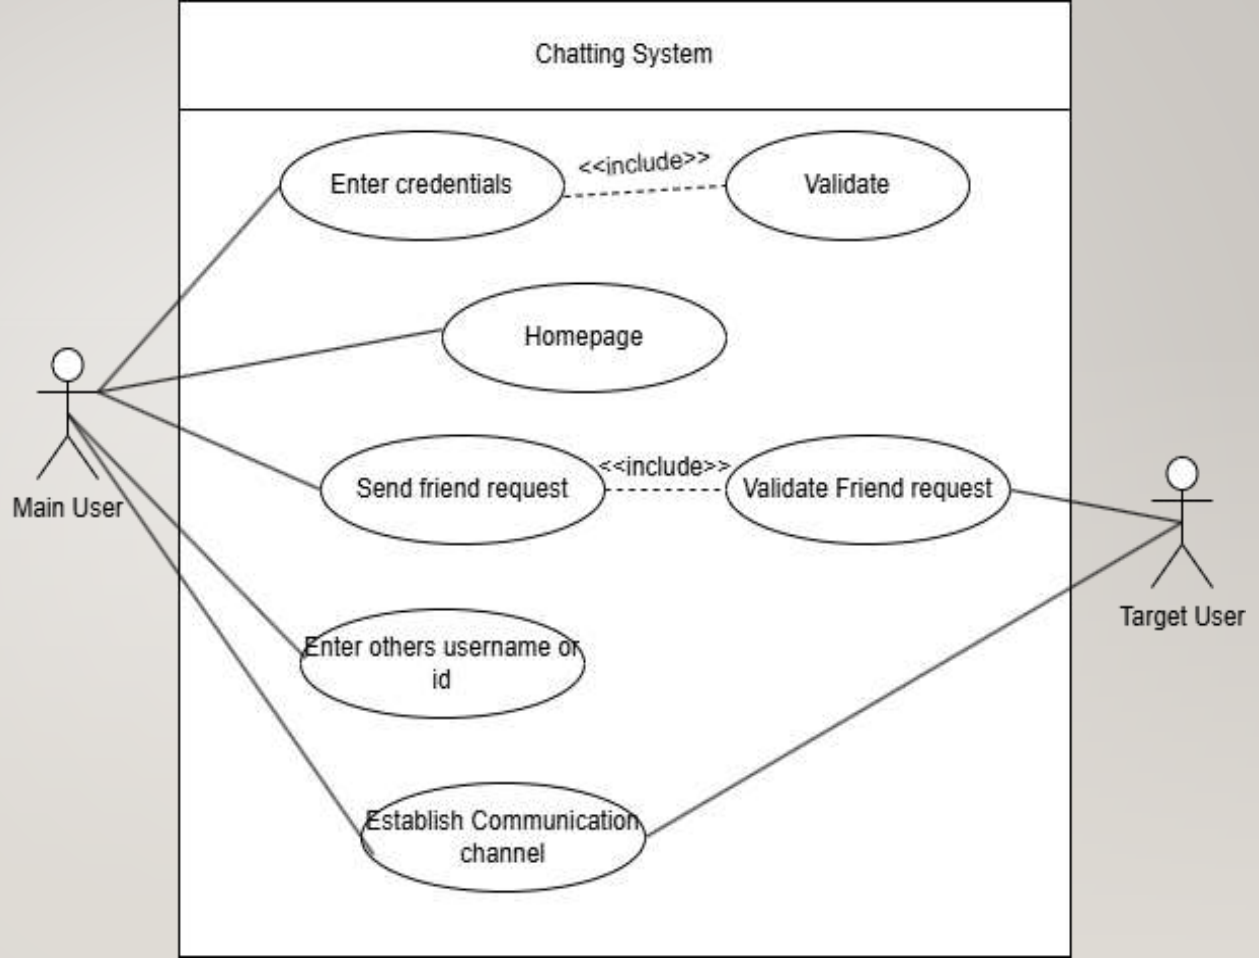 Chatting System
Enter credentials
<<include>>
Validate
Homepage
Send friend request
<<include>>
Validate Friend request
Main User
Target User
Enter others username or
id
Establish Communication
channel